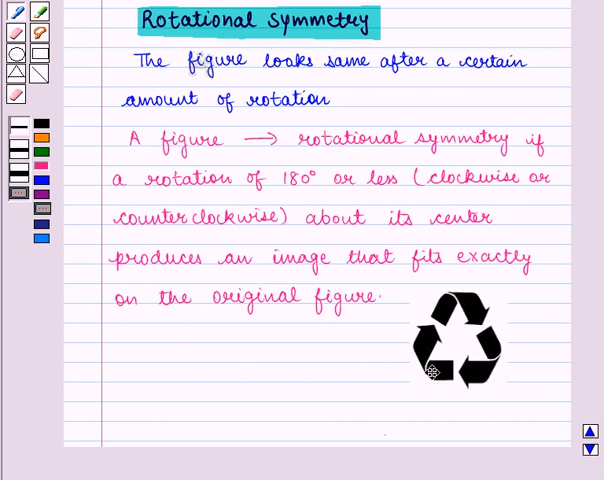 Rotational Symmetry
The figure looks same after a certain
amount of rotation
A figure → rotational symmetry if
a rotation of 180° or less (clockwise or
counterclockwise) about its center
produces an image that fits exactly
on the original figure.